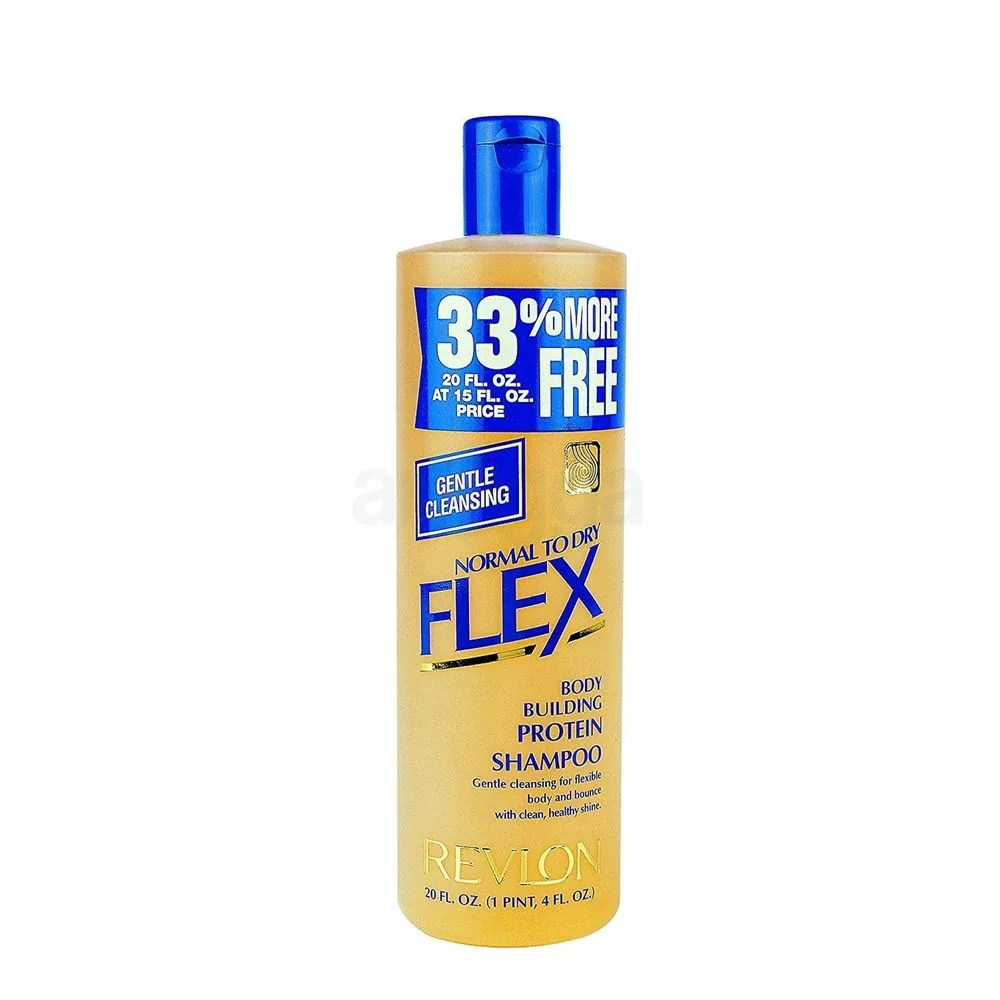 33% MORE
FREE
20 FL. OZ.
AT 15 FL. OZ.
PRICE
GENTLE
CLEANSING
NORMAL TO DRY
FLEX
BODY
BUILDING
PROTEIN
SHAMPOO
Gentle cleansing for flexible
body and bounce
with clean, healthy shine.
REVLON
20 FL. OZ. (1 PINT, 4 FL. OZ.)